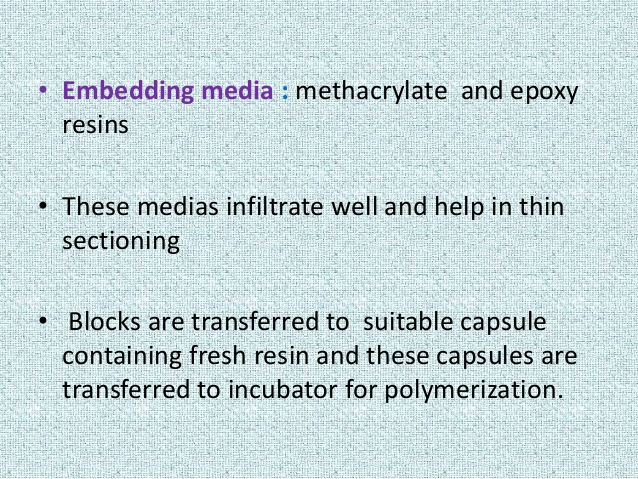 • Embedding media : methacrylate  and epoxy
resins
• These medias infiltrate well and help in thin
sectioning
•  Blocks are transferred to  suitable capsule
containing fresh resin and these capsules are
transferred to incubator for polymerization.